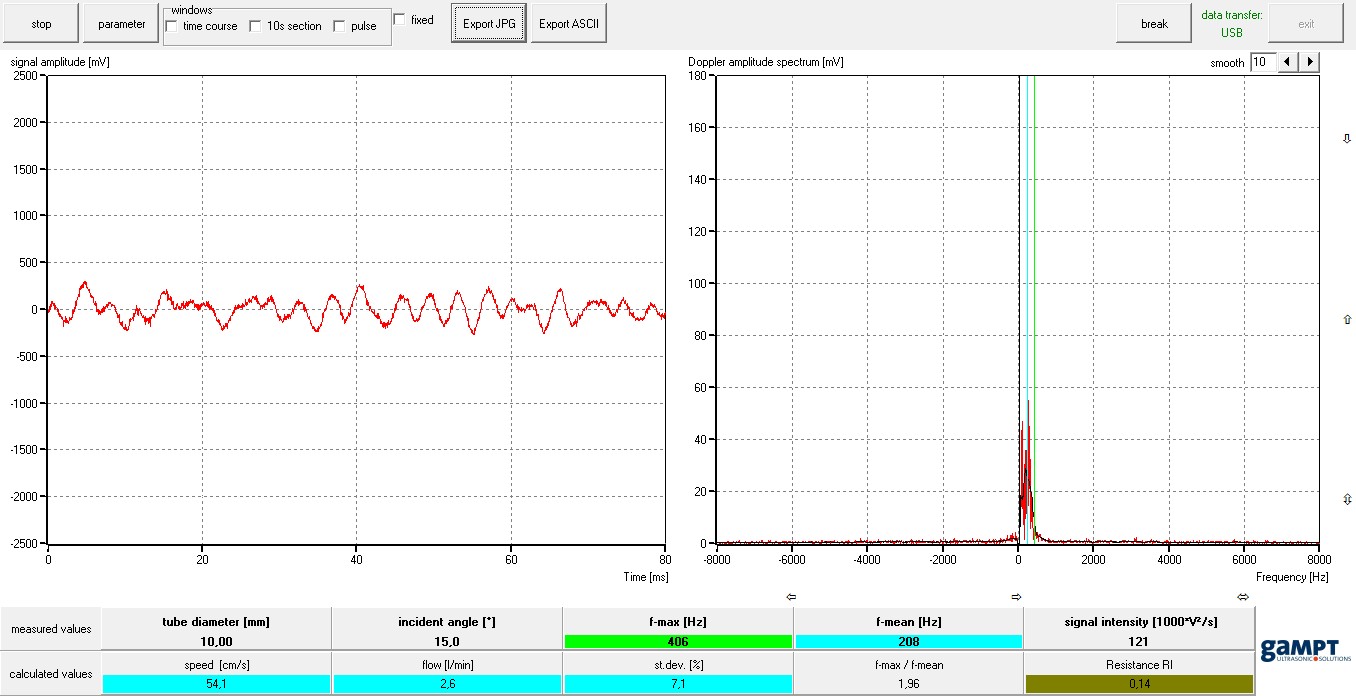 stop
parameter
windows
time course
10s section
pulse
fixed
Export JPG
Export ASCII
break
data transfer:
USB
exit
signal amplitude [mV]
2500
2000
1500
1000
500
0
-500
-1000
-1500
-2000
-2500
0 20 40 60 80
Time [ms]
Doppler amplitude spectrum [mV]
smooth 10
180
160
140
120
100
80
60
40
20
0
-8000 -6000 -4000 -2000 0 2000 4000 6000 8000
Frequency [Hz]
measured values
tube diameter [mm] incident angle [°] f-max [Hz] f-mean [Hz] signal intensity [1000*V²/s]
10,00 15,0 406 208 121
calculated values
speed [cm/s] flow [l/min] st.dev. [%] f-max / f-mean Resistance RI
54,1 2,6 7,1 1,96 0,14
gAMPT
ULTRASONIC SOLUTIONS